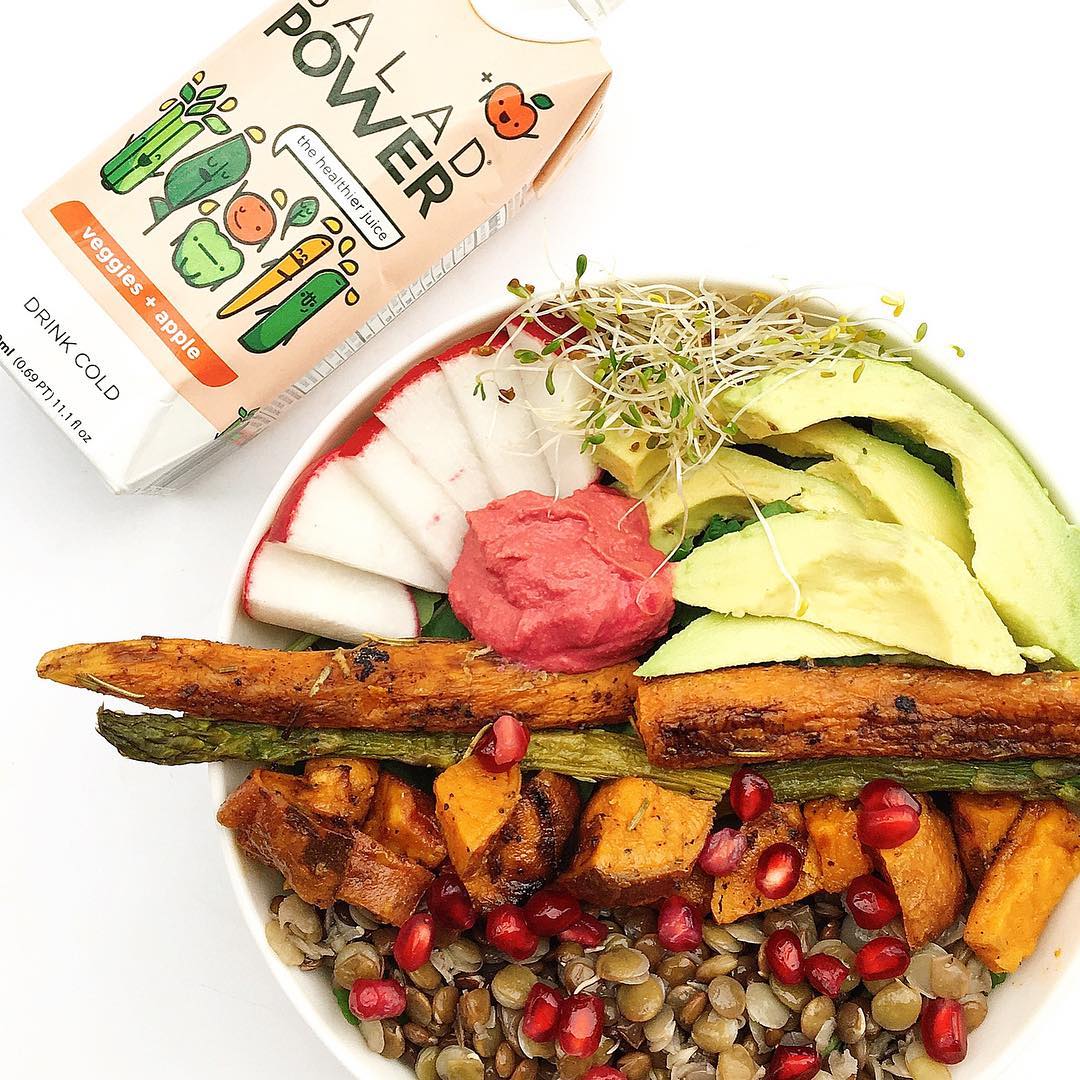 SALAD
POWER
the healthier juice
veggies + apple
DRINK COLD
(0.69 PT) 11.1 fl oz